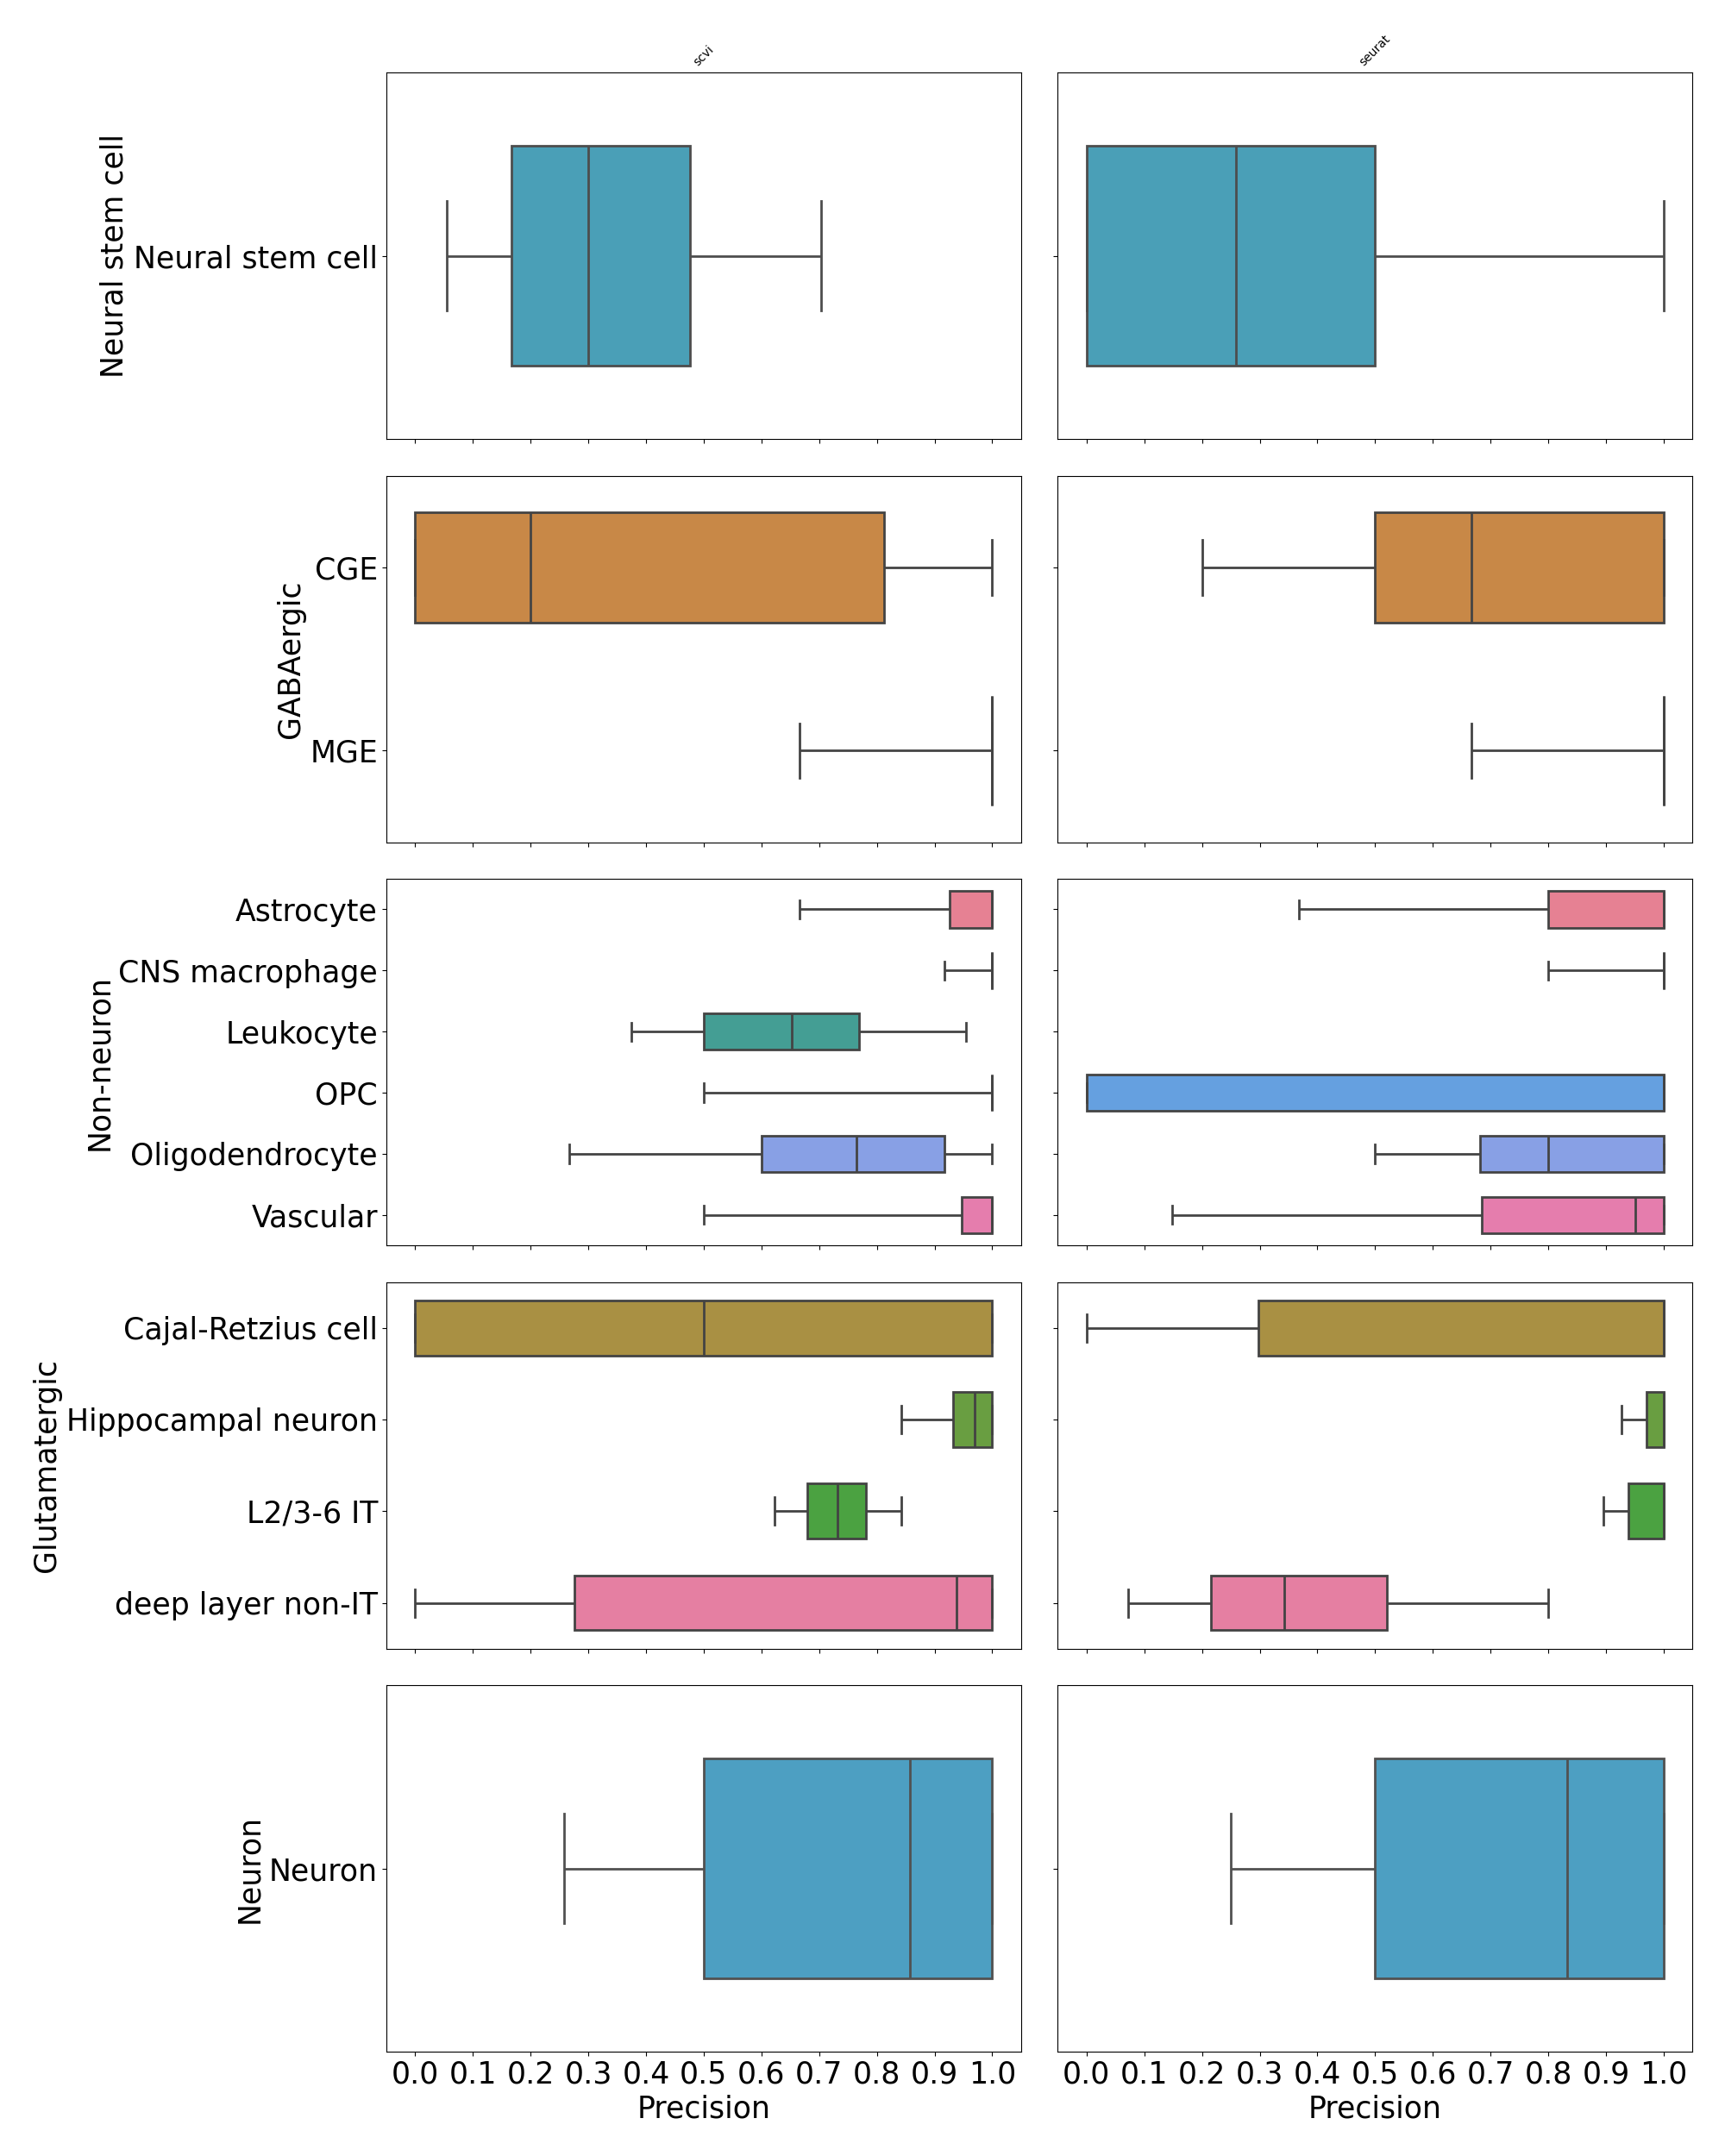 scvi
seurat
Neural stem cell
Neural stem cell
GABAergic
CGE
MGE
Non-neuron
Astrocyte
CNS macrophage
Leukocyte
OPC
Oligodendrocyte
Vascular
Glutamatergic
Cajal-Retzius cell
Hippocampal neuron
L2/3-6 IT
deep layer non-IT
Neuron
Neuron
0.0 0.1 0.2 0.3 0.4 0.5 0.6 0.7 0.8 0.9 1.0
0.0 0.1 0.2 0.3 0.4 0.5 0.6 0.7 0.8 0.9 1.0
Precision
Precision